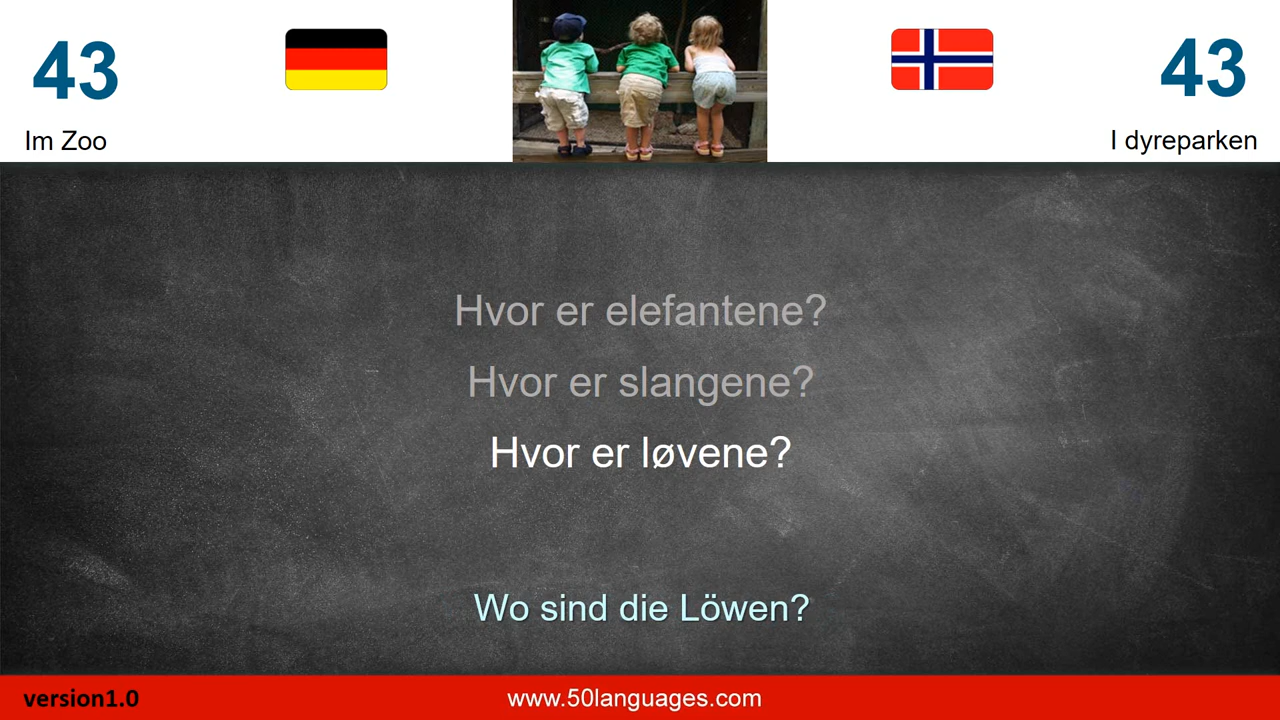 43
43
Im Zoo
I dyreparken
Hvor er elefantene?
Hvor er slangene?
Hvor er løvene?
Wo sind die Löwen?
version1.0
www.50languages.com